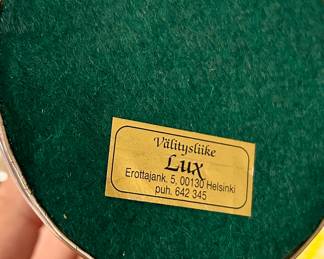 Välitysliike
Lux
Erottajank. 5, 00130 Helsinki
puh. 642 345